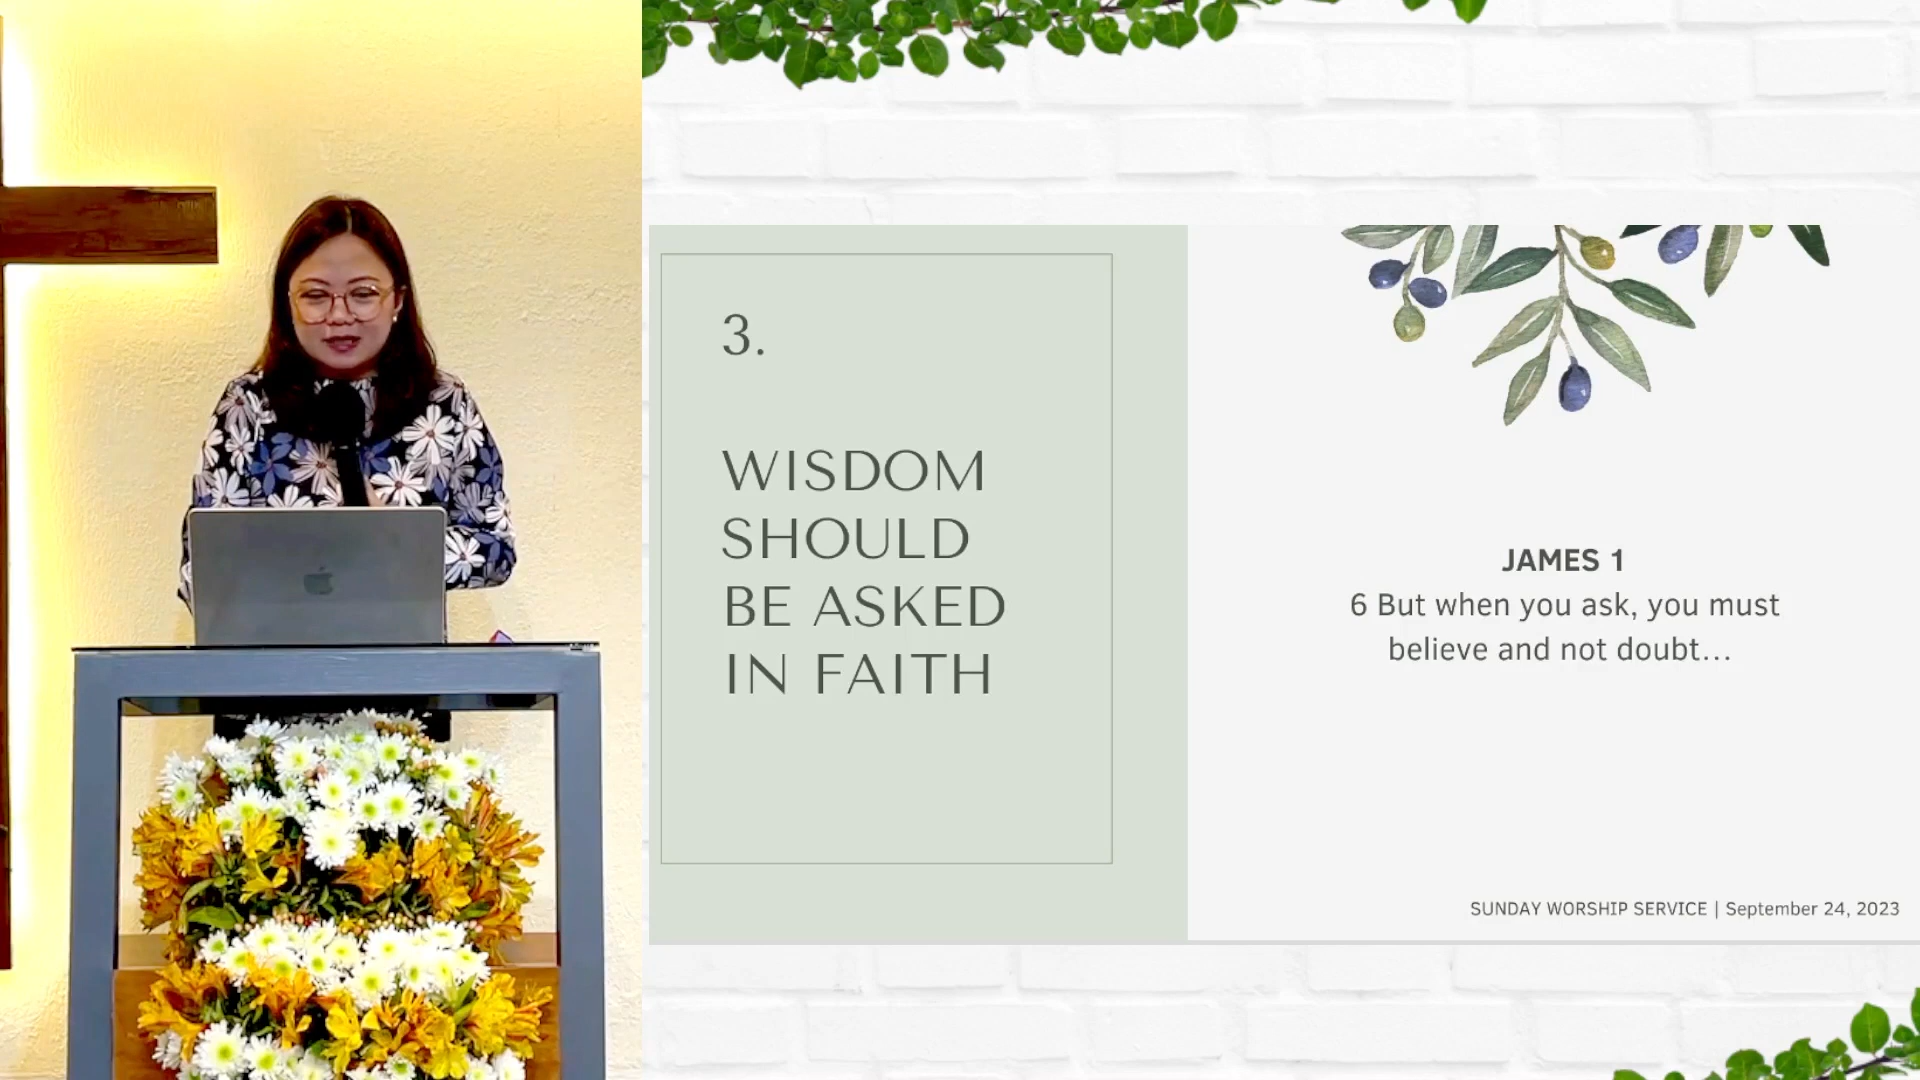 3.
WISDOM
SHOULD
BE ASKED
IN FAITH
JAMES 1
6 But when you ask, you must
believe and not doubt…
SUNDAY WORSHIP SERVICE | September 24, 2023